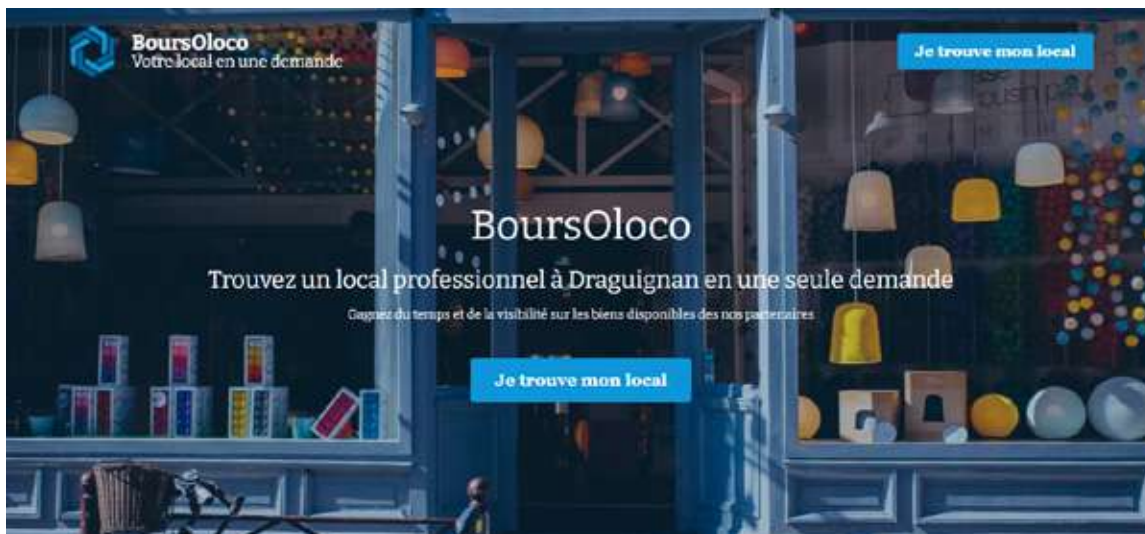 BoursOloco
Votre local en une demande
Je trouve mon local
BoursOloco
Trouvez un local professionnel à Draguignan en une seule demande
Gagnez du temps et de la visibilité sur les biens disponibles des nos partenaires
Je trouve mon local